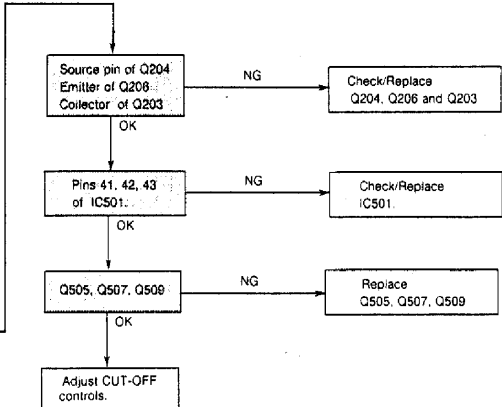 Source pin of Q204
Emitter of Q206
Collector of Q203
NG
Check/Replace
Q204, Q206 and Q203
OK
Pins 41, 42, 43
of IC501.
NG
Check/Replace
IC501.
OK
Q505, Q507, Q509
NG
Replace
Q505, Q507, Q509
OK
Adjust CUT-OFF
controls.